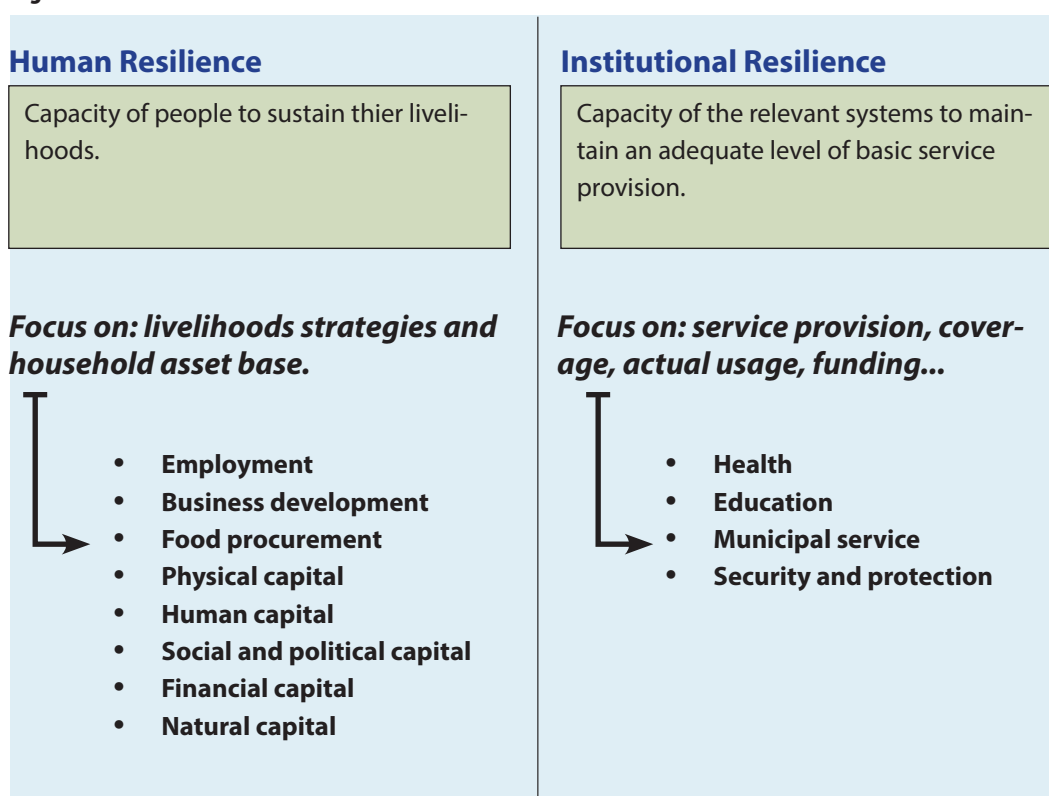 Human Resilience
Capacity of people to sustain thier liveli-
hoods.
Focus on: livelihoods strategies and
household asset base.
• Employment
• Business development
• Food procurement
• Physical capital
• Human capital
• Social and political capital
• Financial capital
• Natural capital
Institutional Resilience
Capacity of the relevant systems to main-
tain an adequate level of basic service
provision.
Focus on: service provision, cover-
age, actual usage, funding...
• Health
• Education
• Municipal service
• Security and protection